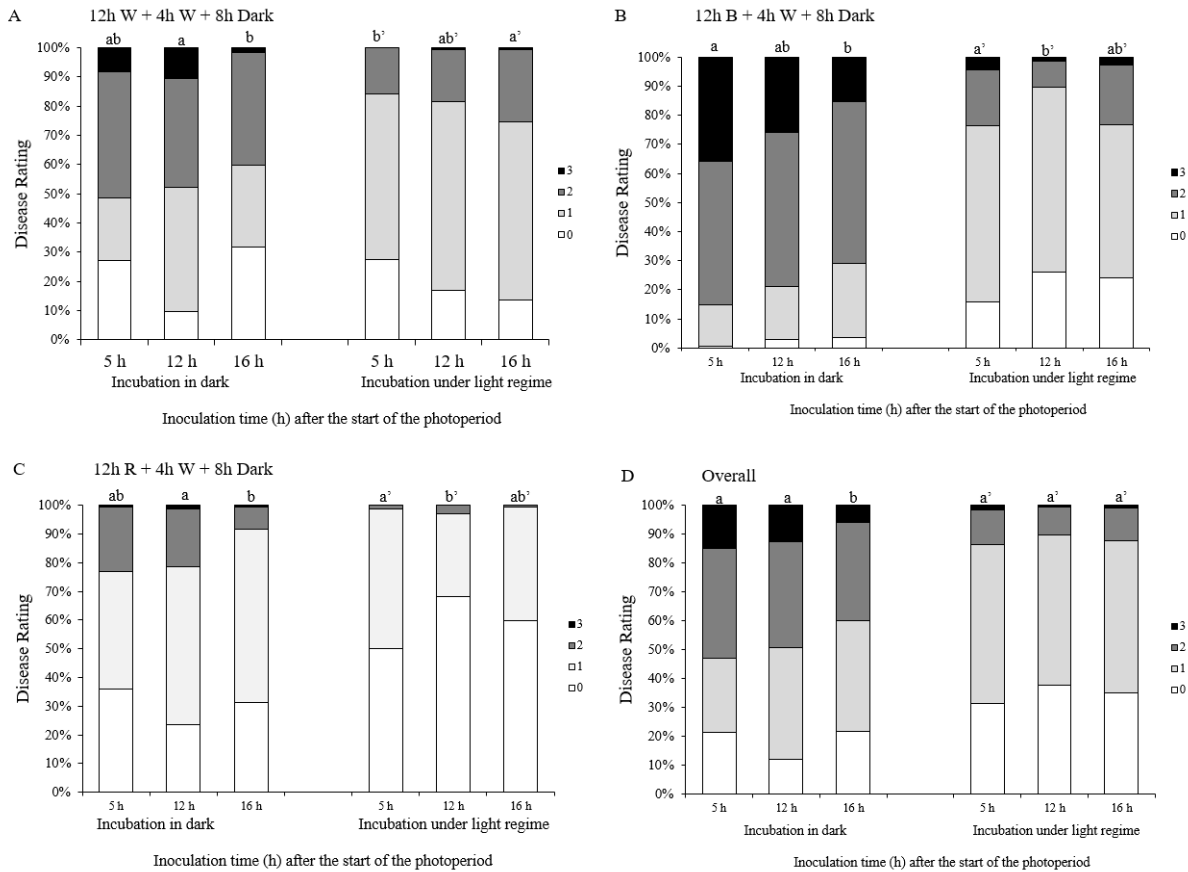 A
12h W + 4h W + 8h Dark
ab a b b’ ab’ a’
100%
90%
80%
70%
60%
50%
40%
30%
20%
10%
0%
Disease Rating
3
2
1
0
5 h 12 h 16 h 5 h 12 h 16 h
Incubation in dark Incubation under light regime
Inoculation time (h) after the start of the photoperiod
B
12h B + 4h W + 8h Dark
a ab b a’ b’ ab’
100%
90%
80%
70%
60%
50%
40%
30%
20%
10%
0%
Disease Rating
3
2
1
0
5 h 12 h 16 h 5 h 12 h 16 h
Incubation in dark Incubation under light regime
Inoculation time (h) after the start of the photoperiod
C
12h R + 4h W + 8h Dark
ab a b a’ b’ ab’
100%
90%
80%
70%
60%
50%
40%
30%
20%
10%
0%
Disease Rating
3
2
1
0
5 h 12 h 16 h 5 h 12 h 16 h
Incubation in dark Incubation under light regime
Inoculation time (h) after the start of the photoperiod
D
Overall
a a b a’ a’ a’
100%
90%
80%
70%
60%
50%
40%
30%
20%
10%
0%
Disease Rating
3
2
1
0
5 h 12 h 16 h 5 h 12 h 16 h
Incubation in dark Incubation under light regime
Inoculation time (h) after the start of the photoperiod